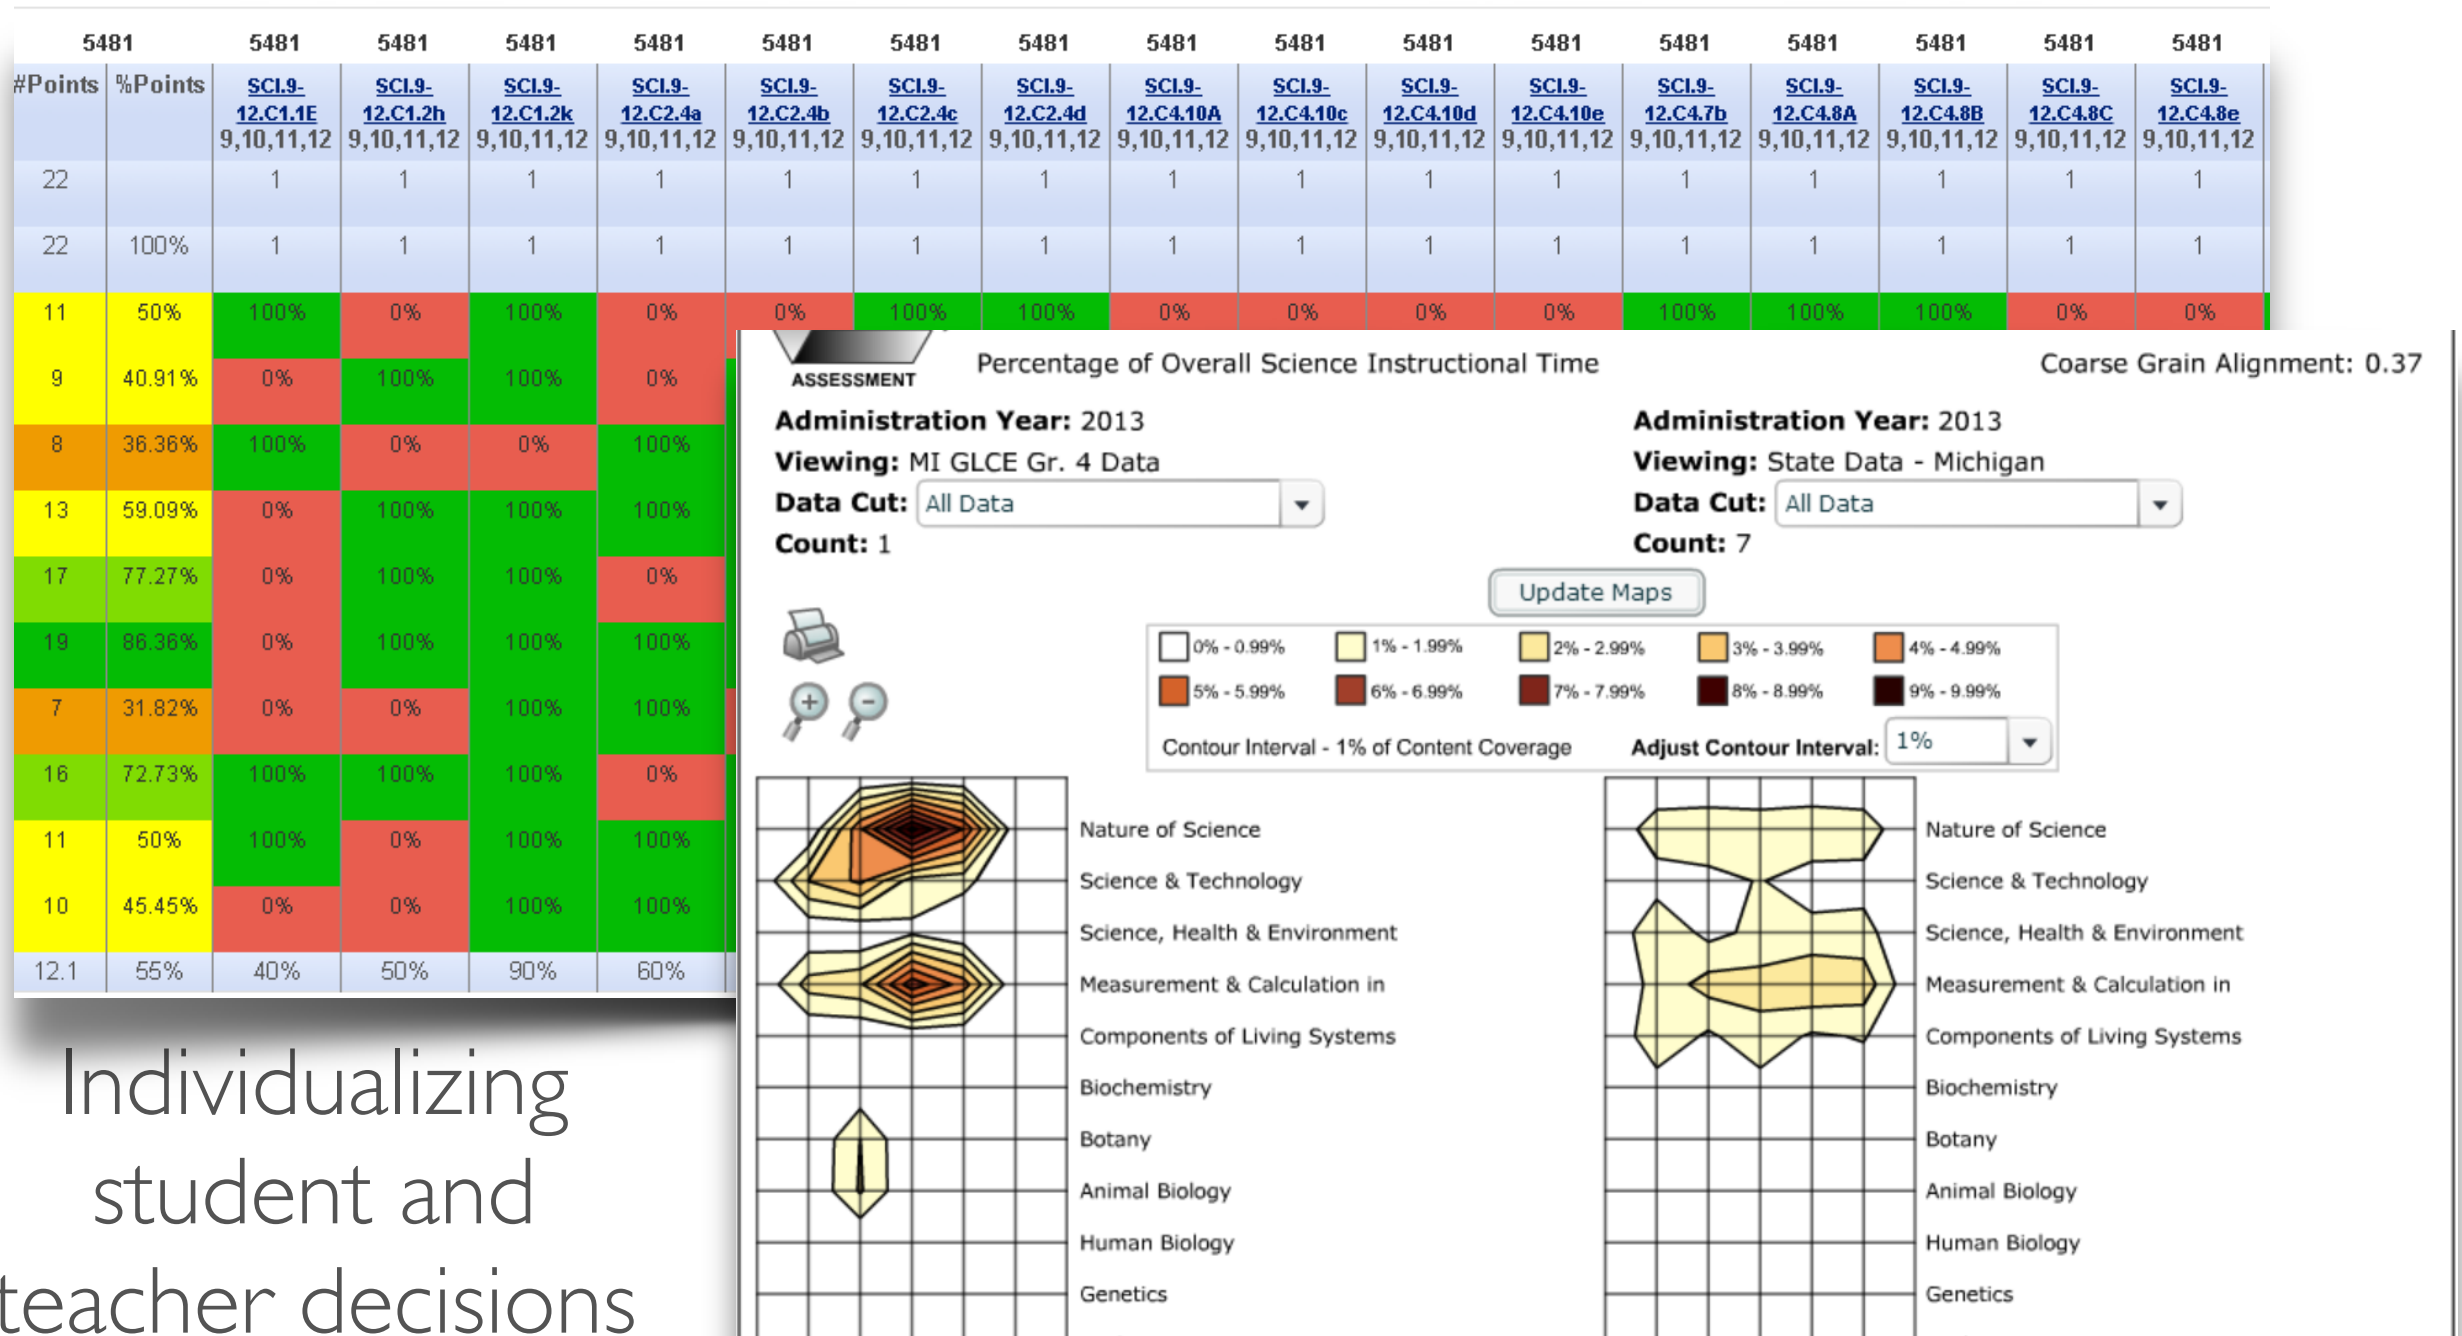 5481 5481 5481 5481 5481 5481 5481 5481 5481 5481 5481 5481 5481 5481 5481 5481 5481
#Points %Points SCI.9- SCI.9- SCI.9- SCI.9- SCI.9- SCI.9- SCI.9- SCI.9- SCI.9- SCI.9- SCI.9- SCI.9- SCI.9- SCI.9- SCI.9- SCI.9-
12.C1.1E 12.C1.2h 12.C1.2k 12.C2.4a 12.C2.4b 12.C2.4c 12.C2.4d 12.C4.10A 12.C4.10c 12.C4.10d 12.C4.10e 12.C4.7b 12.C4.8A 12.C4.8B 12.C4.8C 12.C4.8e
9,10,11,12 9,10,11,12 9,10,11,12 9,10,11,12 9,10,11,12 9,10,11,12 9,10,11,12 9,10,11,12 9,10,11,12 9,10,11,12 9,10,11,12 9,10,11,12 9,10,11,12 9,10,11,12 9,10,11,12 9,10,11,12
22 1 1 1 1 1 1 1 1 1 1 1 1 1 1 1 1
22 100% 1 1 1 1 1 1 1 1 1 1 1 1 1 1 1 1
11 50% 100% 0% 100% 0% 0% 100% 100% 0% 0% 0% 0% 100% 100% 100% 0% 0%
9 40.91% 0% 100% 100% 0%
8 36.36% 100% 0% 0% 100%
13 59.09% 0% 100% 100% 100%
17 77.27% 0% 100% 100% 0%
19 86.36% 0% 100% 100% 100%
7 31.82% 0% 0% 100% 100%
16 72.73% 100% 100% 100% 0%
11 50% 100% 0% 100% 100%
10 45.45% 0% 0% 100% 100%
12.1 55% 40% 50% 90% 60%
ASSESSMENT
Percentage of Overall Science Instructional Time
Coarse Grain Alignment: 0.37
Administration Year: 2013
Viewing: MI GLCE Gr. 4 Data
Data Cut: All Data
Count: 1
Administration Year: 2013
Viewing: State Data - Michigan
Data Cut: All Data
Count: 7
Update Maps
0% - 0.99% 1% - 1.99% 2% - 2.99% 3% - 3.99% 4% - 4.99%
5% - 5.99% 6% - 6.99% 7% - 7.99% 8% - 8.99% 9% - 9.99%
Contour Interval - 1% of Content Coverage Adjust Contour Interval: 1%
Nature of Science
Science & Technology
Science, Health & Environment
Measurement & Calculation in
Components of Living Systems
Biochemistry
Botany
Animal Biology
Human Biology
Genetics
Nature of Science
Science & Technology
Science, Health & Environment
Measurement & Calculation in
Components of Living Systems
Biochemistry
Botany
Animal Biology
Human Biology
Genetics
Individualizing
student and
teacher decisions